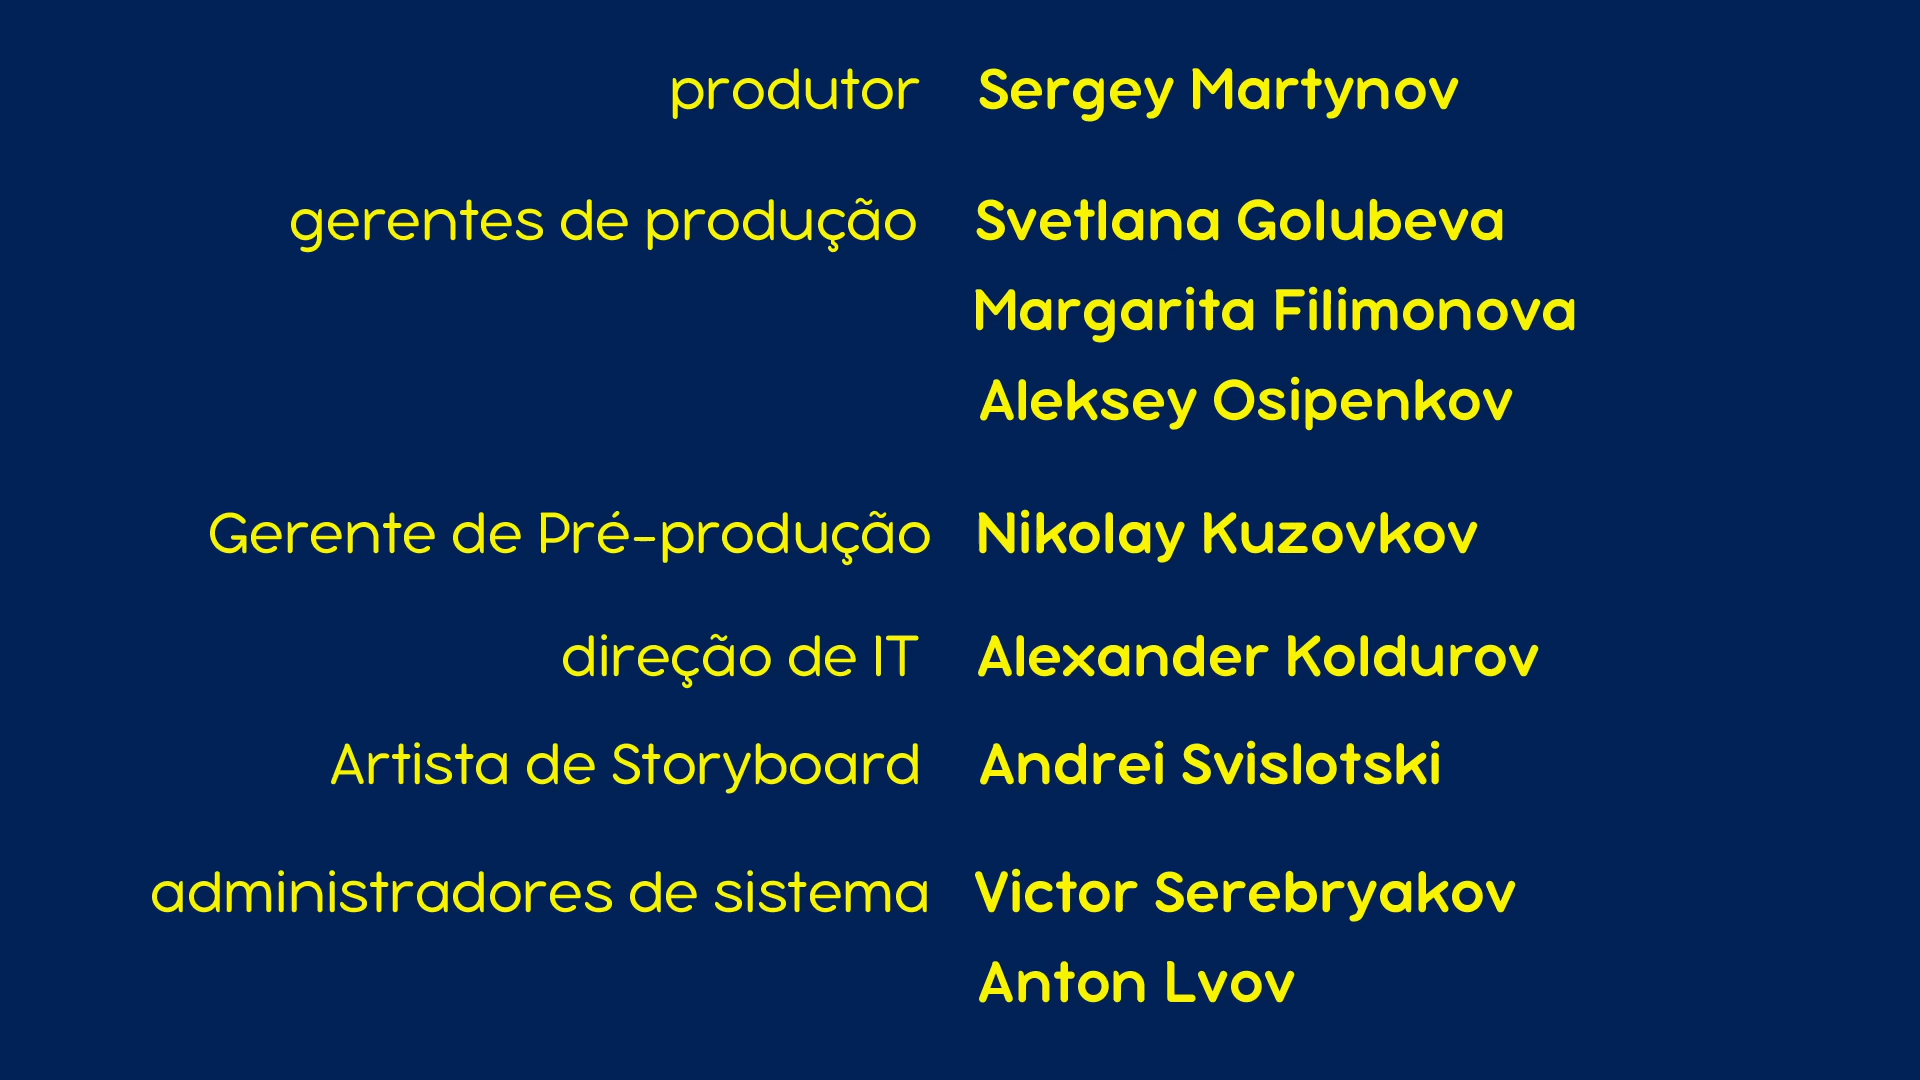 produtor Sergey Martynov
gerentes de produção Svetlana Golubeva
Margarita Filimonova
Aleksey Osipenkov
Gerente de Pré-produção Nikolay Kuzovkov
direção de IT Alexander Koldurov
Artista de Storyboard Andrei Svislotski
administradores de sistema Victor Serebryakov
Anton Lvov